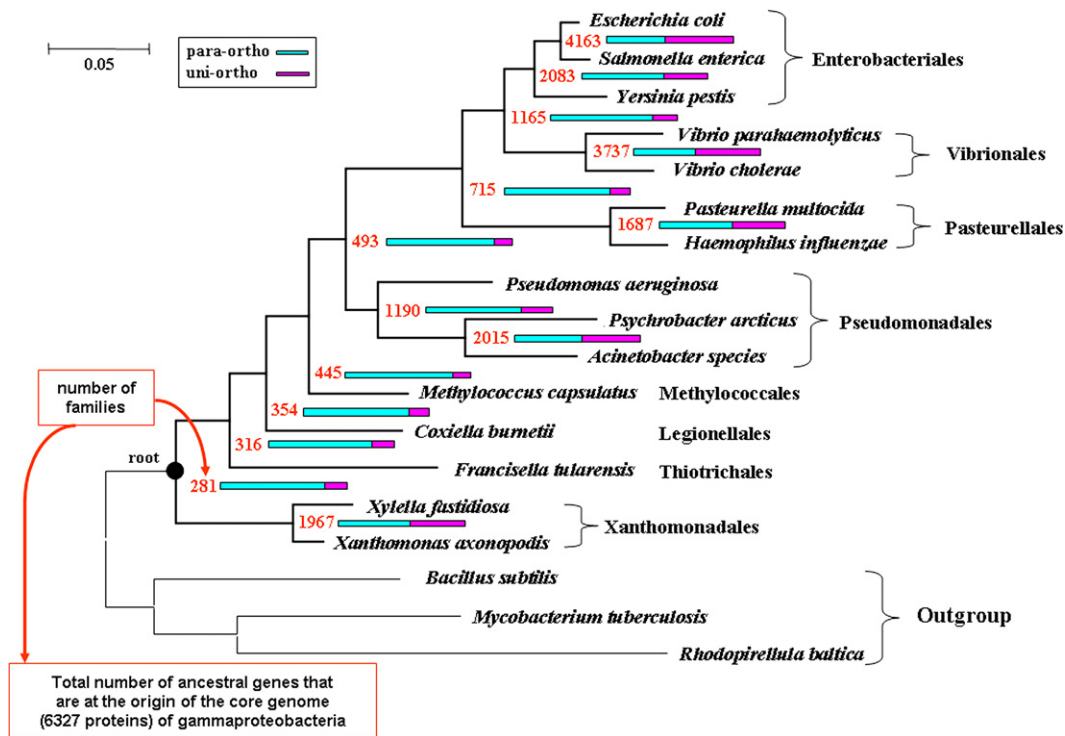 Escherichia coli
4163
para-ortho
uni-ortho
0.05
Salmonella enterica
Enterobacteriales
2083
Yersinia pestis
1165
Vibrio parahaemolyticus
3737
Vibrionales
Vibrio cholerae
715
Pasteurella multocida
1687
Pasteurellales
493
Haemophilus influenzae
Pseudomonas aeruginosa
1190
Psychrobacter arcticus
Pseudomonadales
2015
Acinetobacter species
445
number of
families
Methylococcus capsulatus
Methylococcales
354
Coxiella burnetii
Legionellales
316
root
Francisella tularensis
Thiotrichales
281
Xylella fastidiosa
1967
Xanthomonadales
Xanthomonas axonopodis
Bacillus subtilis
Mycobacterium tuberculosis
Outgroup
Rhodopirellula baltica
Total number of ancestral genes that
are at the origin of the core genome
(6327 proteins) of gammaproteobacteria